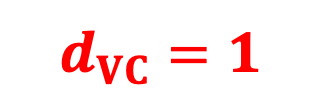 d_VC = 1